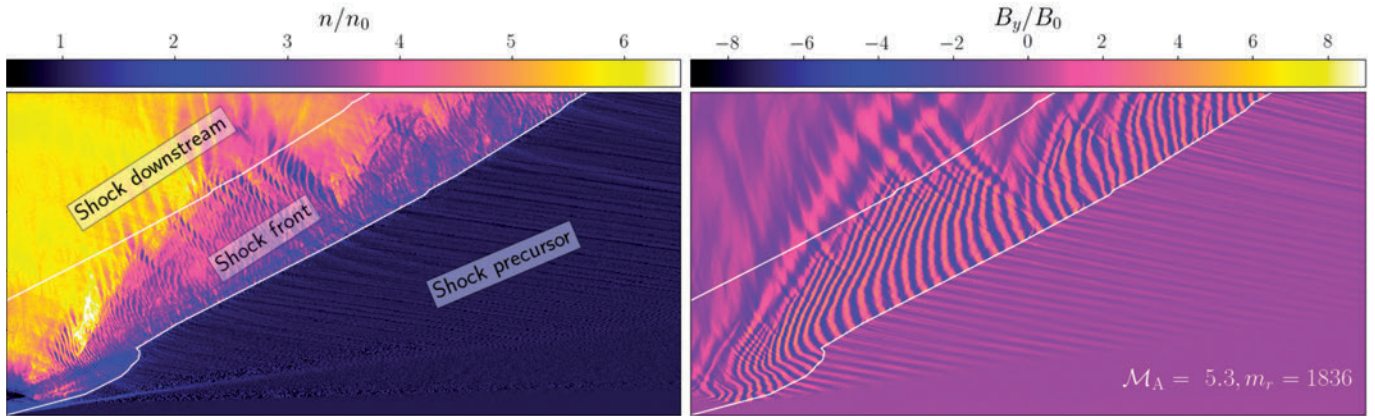 n/n₀
1 2 3 4 5 6
B_y/B₀
−8 −6 −4 −2 0 2 4 6 8
Shock downstream
Shock front
Shock precursor
ℳ_A = 5.3, m_r = 1836